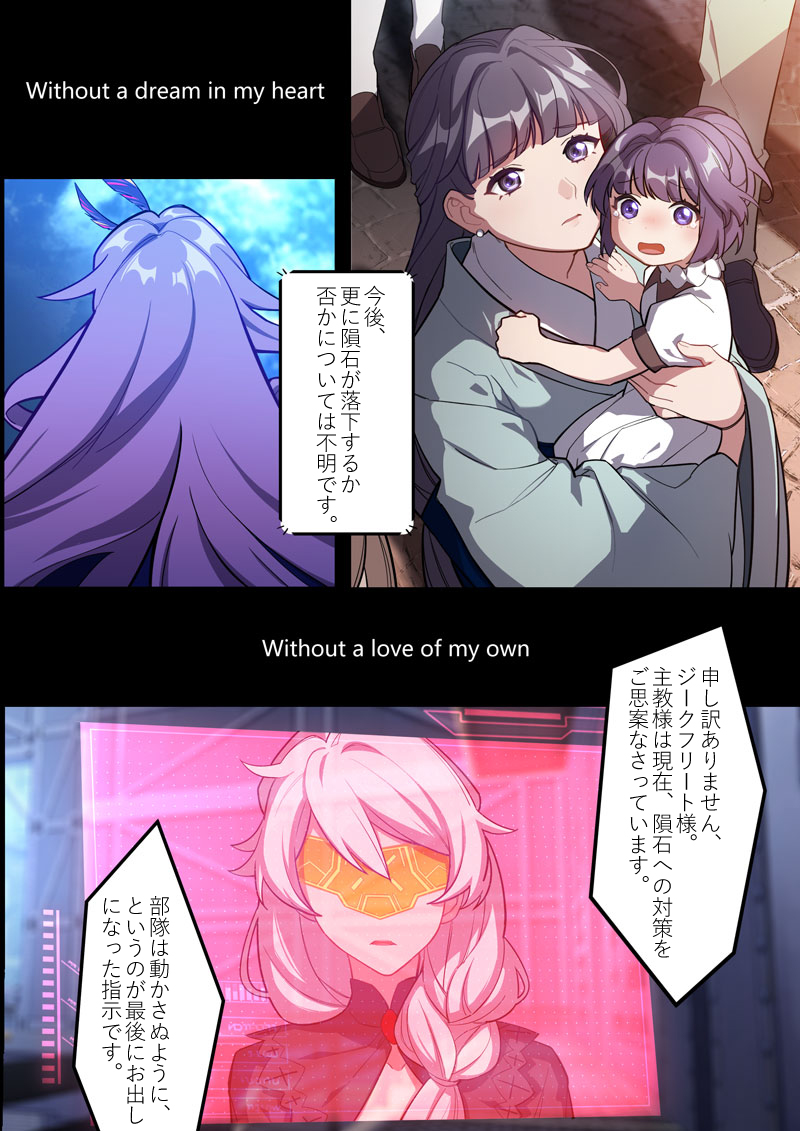 Without a dream in my heart
今後、
更に隕石が落下するか
否かについては不明です。
Without a love of my own
申し訳ありません、
ジークフリート様。
主教様は現在、隕石への対策を
ご思案なさっています。
部隊は動かさぬように、
というのが最後にお出し
になった指示です。